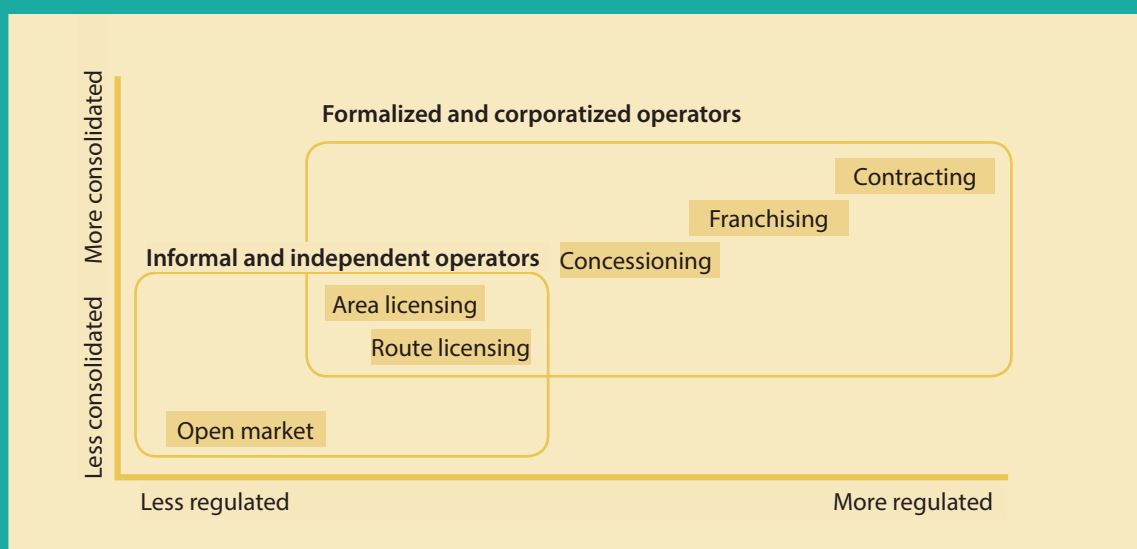 More consolidated
Less consolidated
Formalized and corporatized operators
Contracting
Franchising
Informal and independent operators
Concessioning
Area licensing
Route licensing
Open market
Less regulated
More regulated